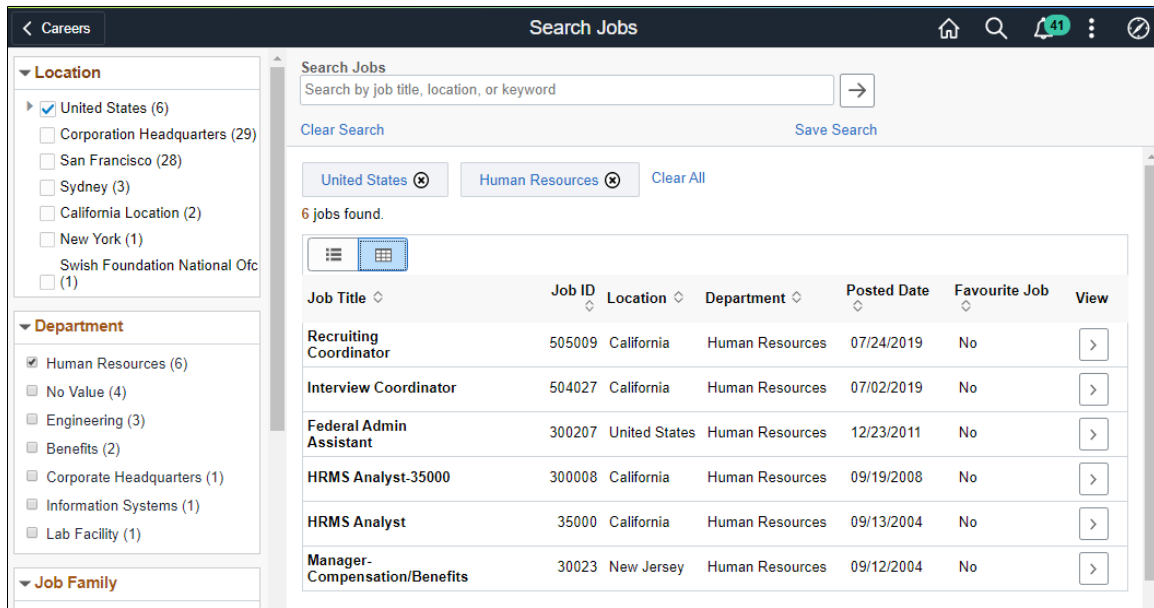 Careers
Search Jobs
41
Location
United States (6)
Corporation Headquarters (29)
San Francisco (28)
Sydney (3)
California Location (2)
New York (1)
Swish Foundation National Ofc
(1)
Department
Human Resources (6)
No Value (4)
Engineering (3)
Benefits (2)
Corporate Headquarters (1)
Information Systems (1)
Lab Facility (1)
Job Family
Search Jobs
Search by job title, location, or keyword
Clear Search Save Search
United States Human Resources Clear All
6 jobs found.
Job Title Job ID Location Department Posted Date Favourite Job View
Recruiting
Coordinator 505009 California Human Resources 07/24/2019 No
Interview Coordinator 504027 California Human Resources 07/02/2019 No
Federal Admin
Assistant 300207 United States Human Resources 12/23/2011 No
HRMS Analyst-35000 300008 California Human Resources 09/19/2008 No
HRMS Analyst 35000 California Human Resources 09/13/2004 No
Manager-
Compensation/Benefits 30023 New Jersey Human Resources 09/12/2004 No